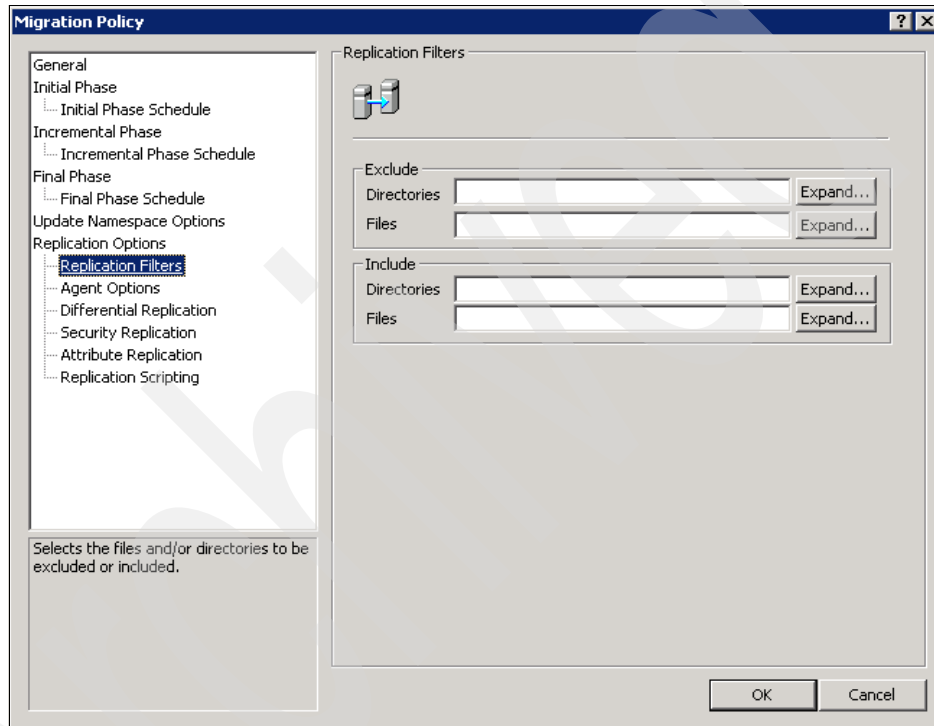 Migration Policy
General
Initial Phase
Initial Phase Schedule
Incremental Phase
Incremental Phase Schedule
Final Phase
Final Phase Schedule
Update Namespace Options
Replication Options
Replication Filters
Agent Options
Differential Replication
Security Replication
Attribute Replication
Replication Scripting
Selects the files and/or directories to be
excluded or included.
Replication Filters
Exclude
Directories Expand...
Files Expand...
Include
Directories Expand...
Files Expand...
OK Cancel